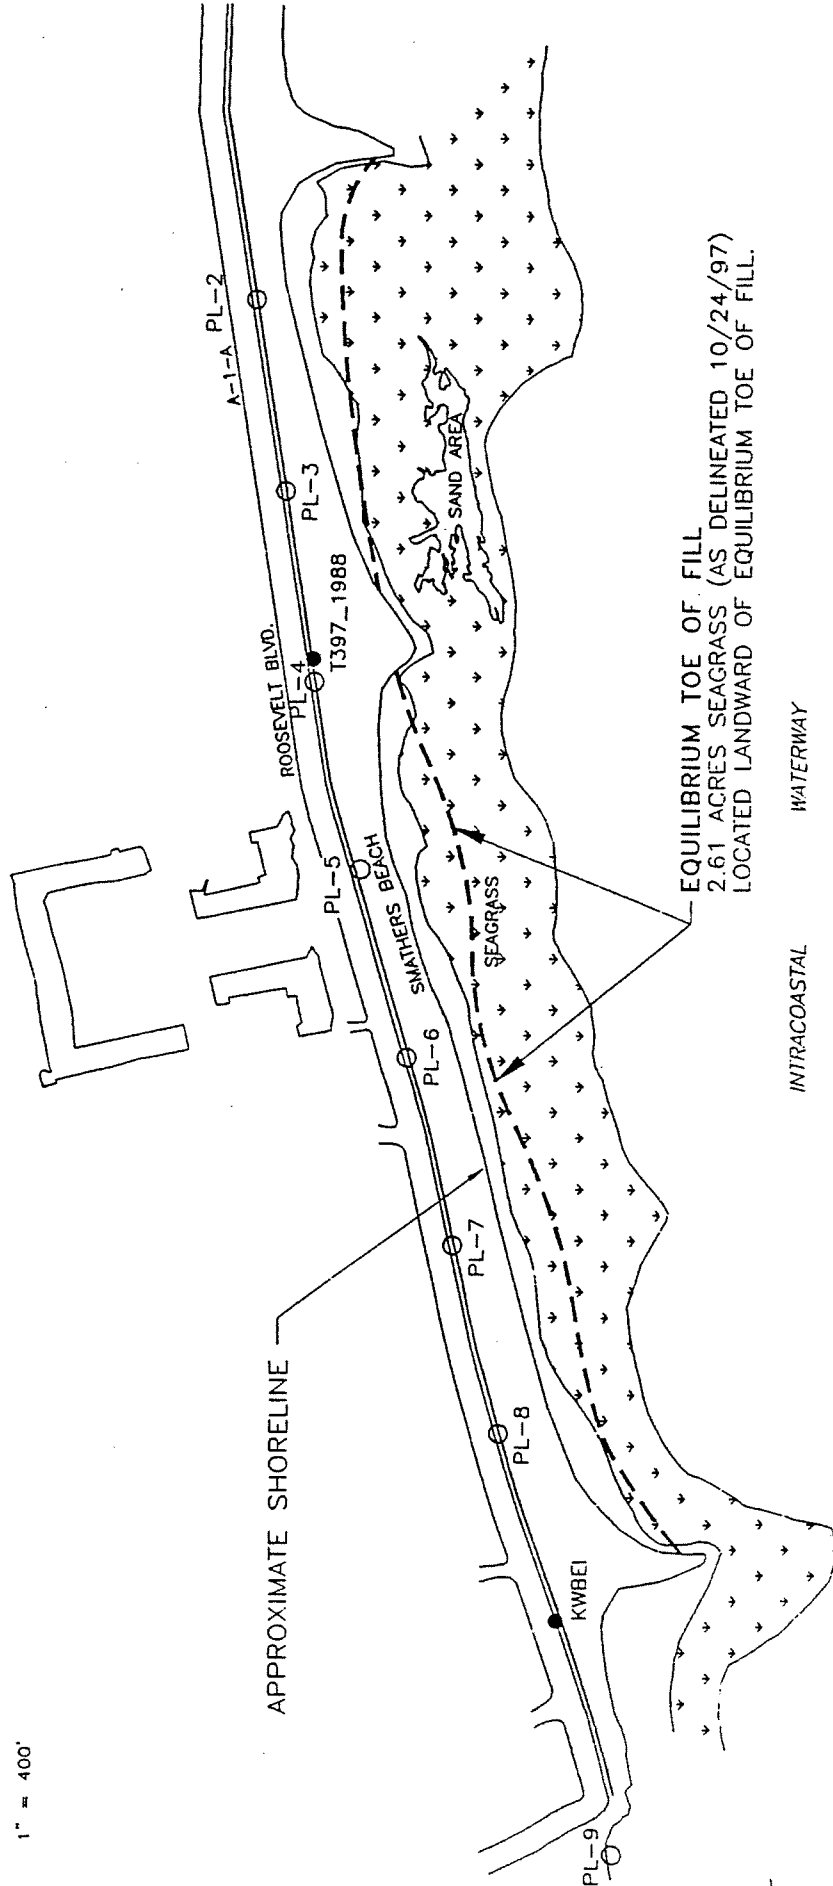 1" = 400'
APPROXIMATE SHORELINE
A-1-A
PL-2
PL-3
ROOSEVELT BLVD.
PL-4
T397_1988
PL-5
SMATHERS BEACH
PL-6
PL-7
PL-8
KWBEI
PL-9
SAND AREA
SEAGRASS
EQUILIBRIUM TOE OF FILL
2.61 ACRES SEAGRASS (AS DELINEATED 10/24/97)
LOCATED LANDWARD OF EQUILIBRIUM TOE OF FILL.
INTRACOASTAL WATERWAY